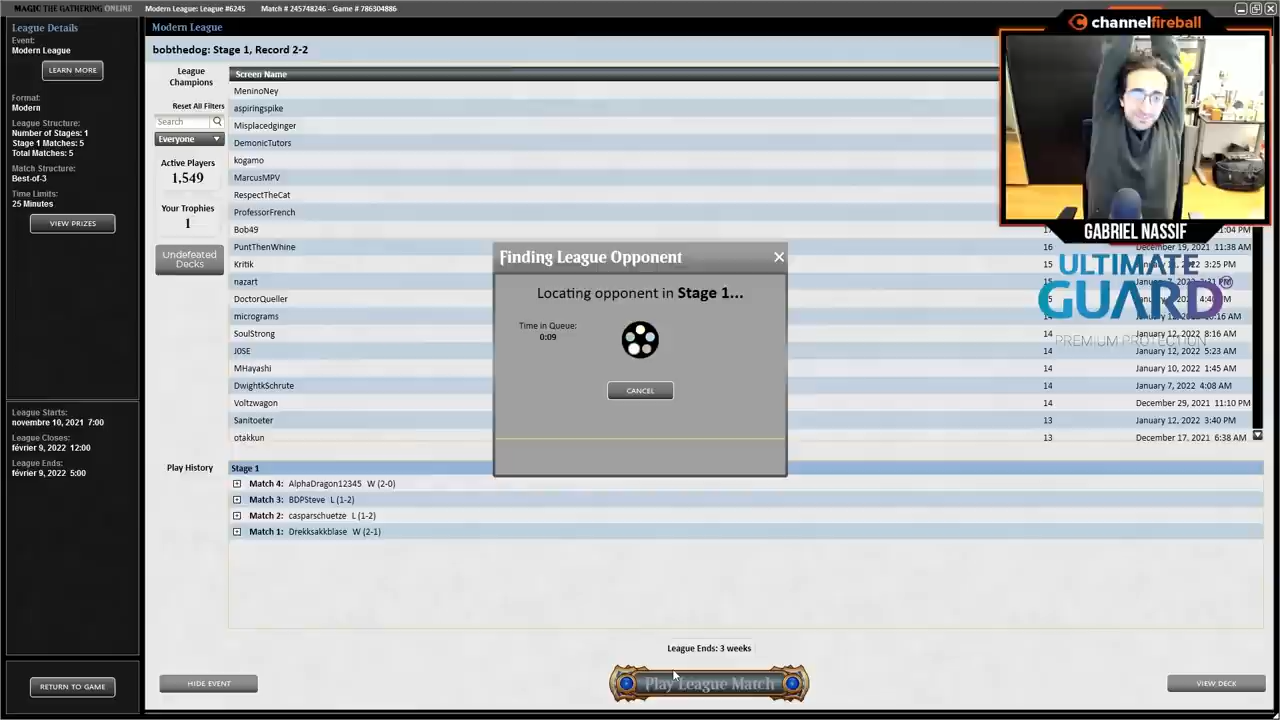 MAGIC THE GATHERING ONLINE
Modern League: League #6245
Match # 245748246 - Game # 786304886
League Details
Event:
Modern League
LEARN MORE
Format:
Modern
League Structure:
Number of Stages: 1
Stage 1 Matches: 5
Total Matches: 5
Match Structure:
Best-of-3
Time Limits:
25 Minutes
VIEW PRIZES
League Starts:
novembre 10, 2021 7:00
League Closes:
février 9, 2022 12:00
League Ends:
février 9, 2022 5:00
RETURN TO GAME
Modern League
bobthedog: Stage 1, Record 2-2
League
Champions
Reset All Filters
Search
Everyone
Active Players
1,549
Your Trophies
1
Undefeated
Decks
Screen Name
MeninoNey
aspiringspike
Misplacedginger
DemonicTutors
kogamo
MarcusMPV
RespectTheCat
ProfessorFrench
Bob49
PuntThenWhine 16 December 19, 2021 11:38 AM
Kritik 15
nazart 15
DoctorQueller
micrograms
SoulStrong 14 January 12, 2022 8:16 AM
J0SE 14 January 12, 2022 5:23 AM
MHayashi 14 January 10, 2022 1:45 AM
DwightkSchrute 14 January 7, 2022 4:08 AM
Voltzwagon 14 December 29, 2021 11:10 PM
Sanitoeter 13 January 12, 2022 3:40 PM
otakkun 13 December 17, 2021 6:38 AM
Finding League Opponent
Locating opponent in Stage 1...
Time in Queue:
0:09
CANCEL
channelfireball
GABRIEL NASSIF
ULTIMATE
GUARD
PREMIUM PROTECTION
Play History
Stage 1
Match 4: AlphaDragon12345 W (2-0)
Match 3: BDPSteve L (1-2)
Match 2: casparschuetze L (1-2)
Match 1: Drekksakkblase W (2-1)
League Ends: 3 weeks
HIDE EVENT
Play League Match
VIEW DECK